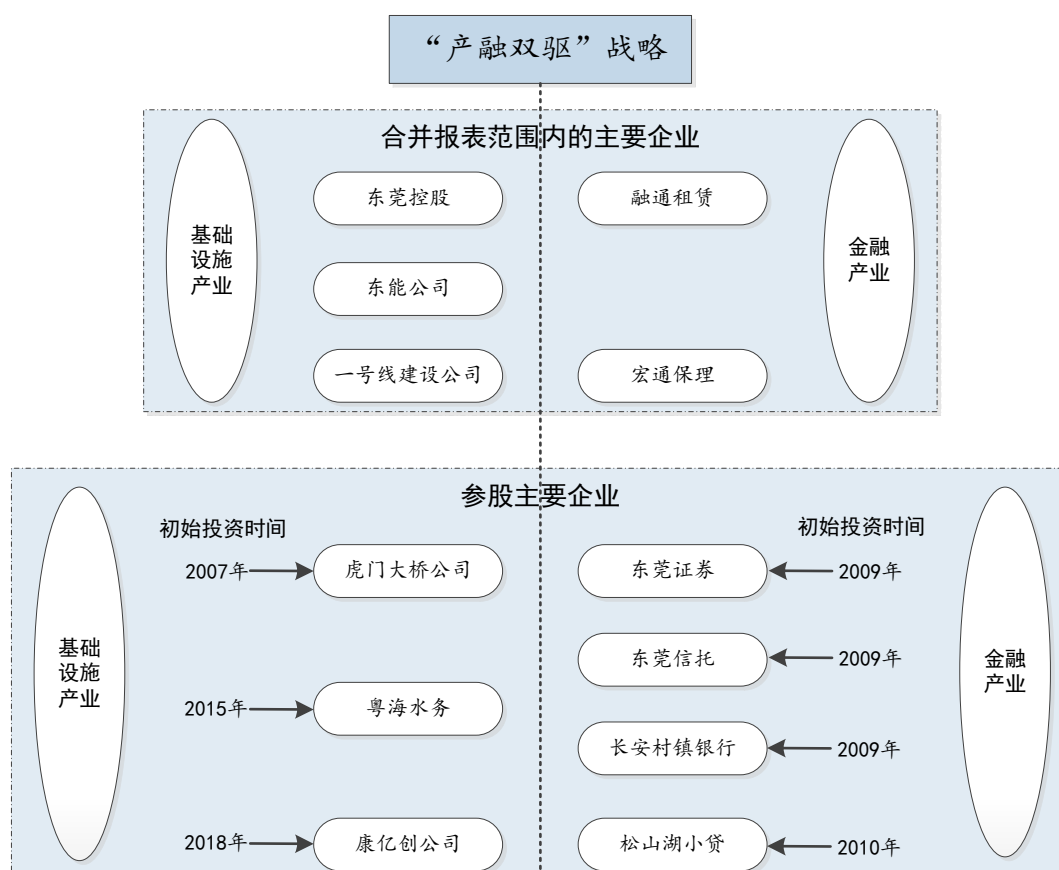 “产融双驱”战略
合并报表范围内的主要企业
基础
设施
产业
东莞控股
东能公司
一号线建设公司
融通租赁
宏通保理
金融
产业
参股主要企业
基础
设施
产业
初始投资时间
2007年
虎门大桥公司
2015年
粤海水务
2018年
康亿创公司
初始投资时间
东莞证券
2009年
东莞信托
2009年
长安村镇银行
2009年
松山湖小贷
2010年
金融
产业